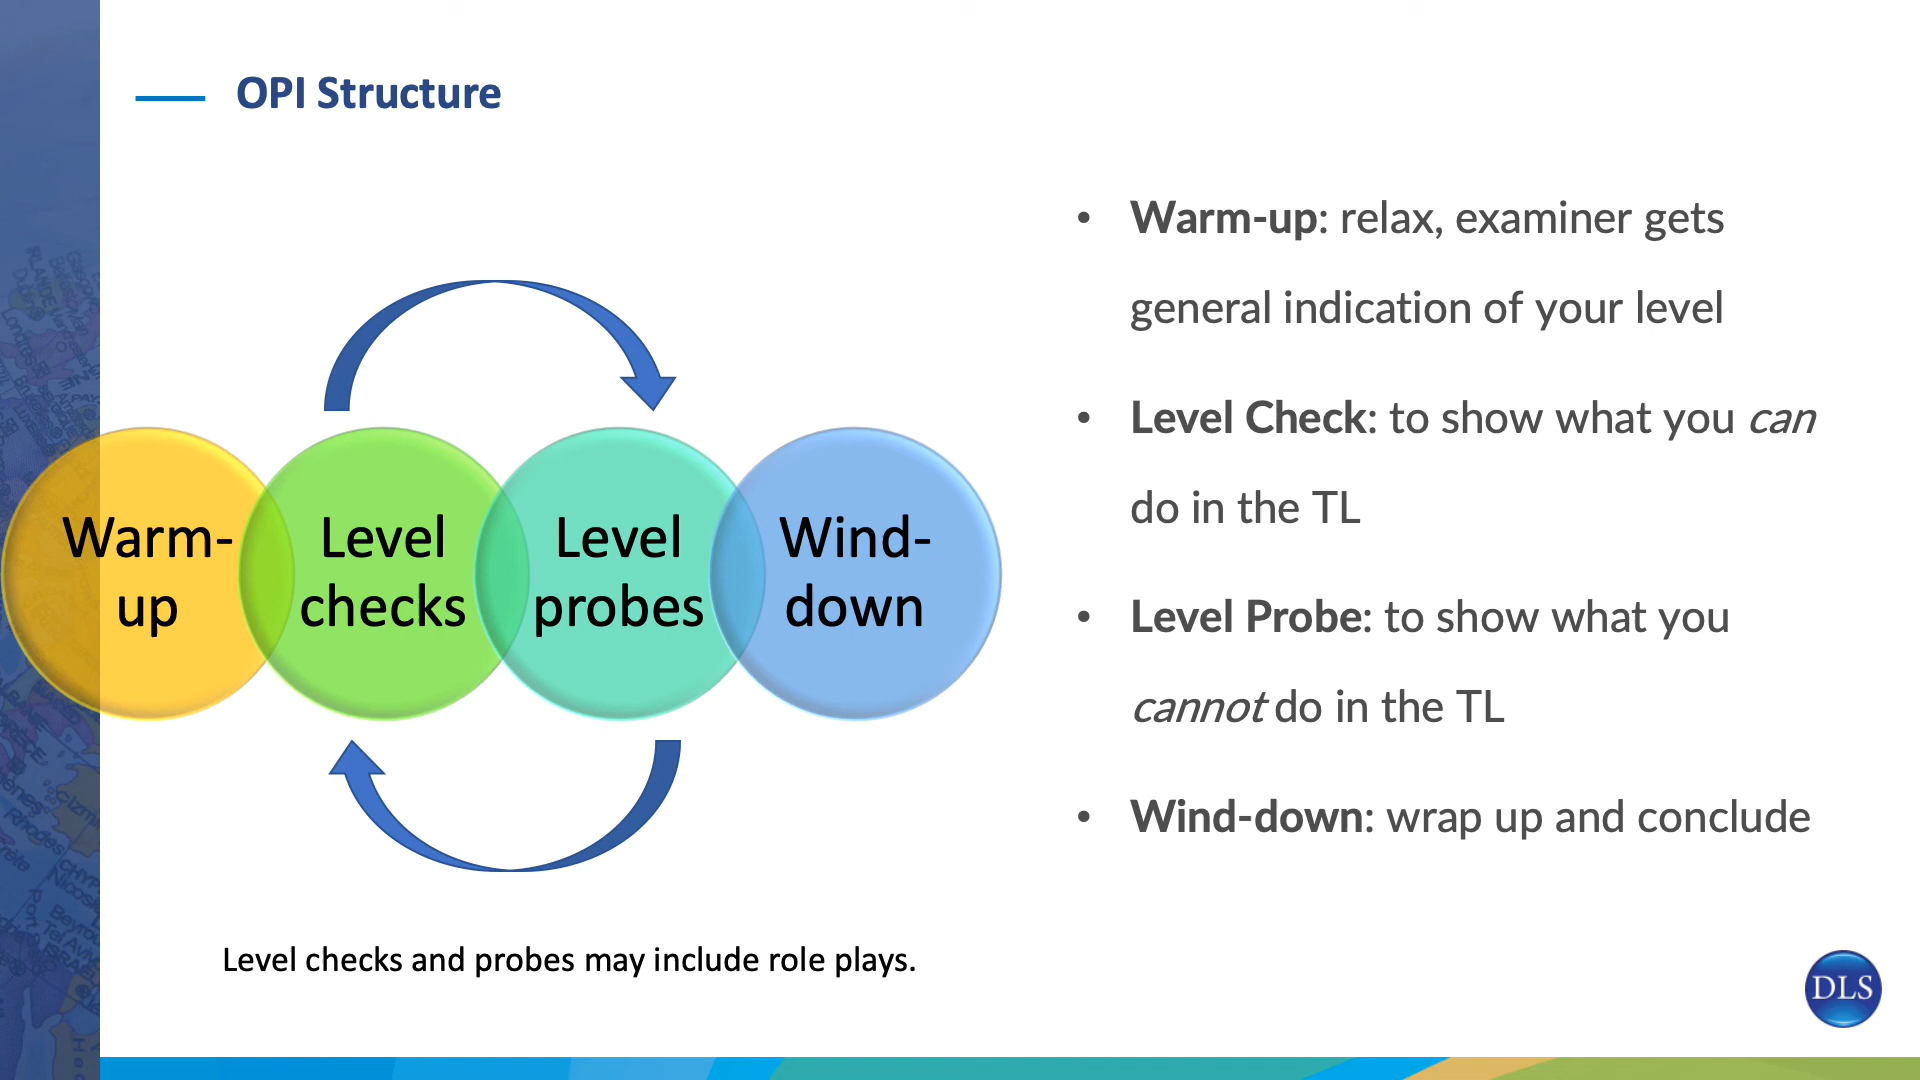 OPI Structure
Warm-
up
Level
checks
Level
probes
Wind-
down
Level checks and probes may include role plays.
• Warm-up: relax, examiner gets
general indication of your level
• Level Check: to show what you can
do in the TL
• Level Probe: to show what you
cannot do in the TL
• Wind-down: wrap up and conclude
DLS